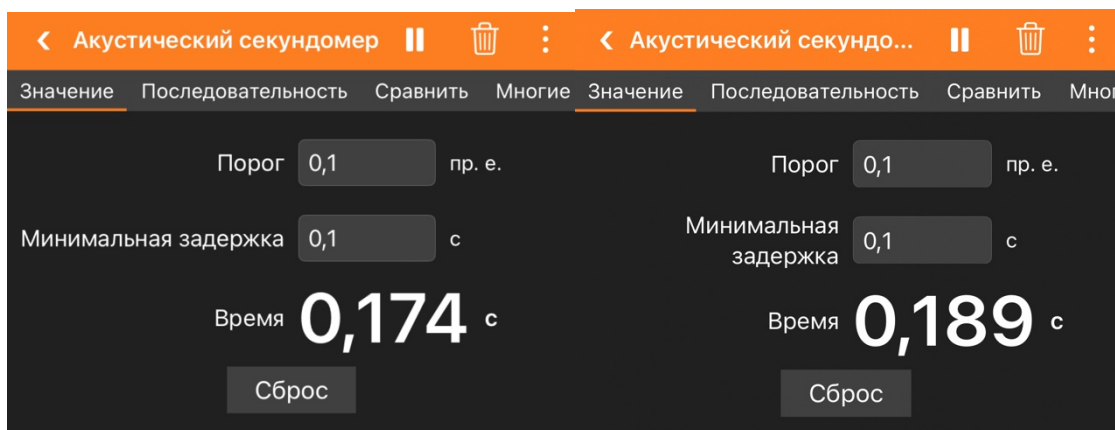 Акустический секундомер
Значение Последовательность Сравнить Многие
Порог 0,1 пр. е.
Минимальная задержка 0,1 с
Время 0,174 с
Сброс
Акустический секундо...
Значение Последовательность Сравнить Мног
Порог 0,1 пр. е.
Минимальная
задержка 0,1 с
Время 0,189 с
Сброс